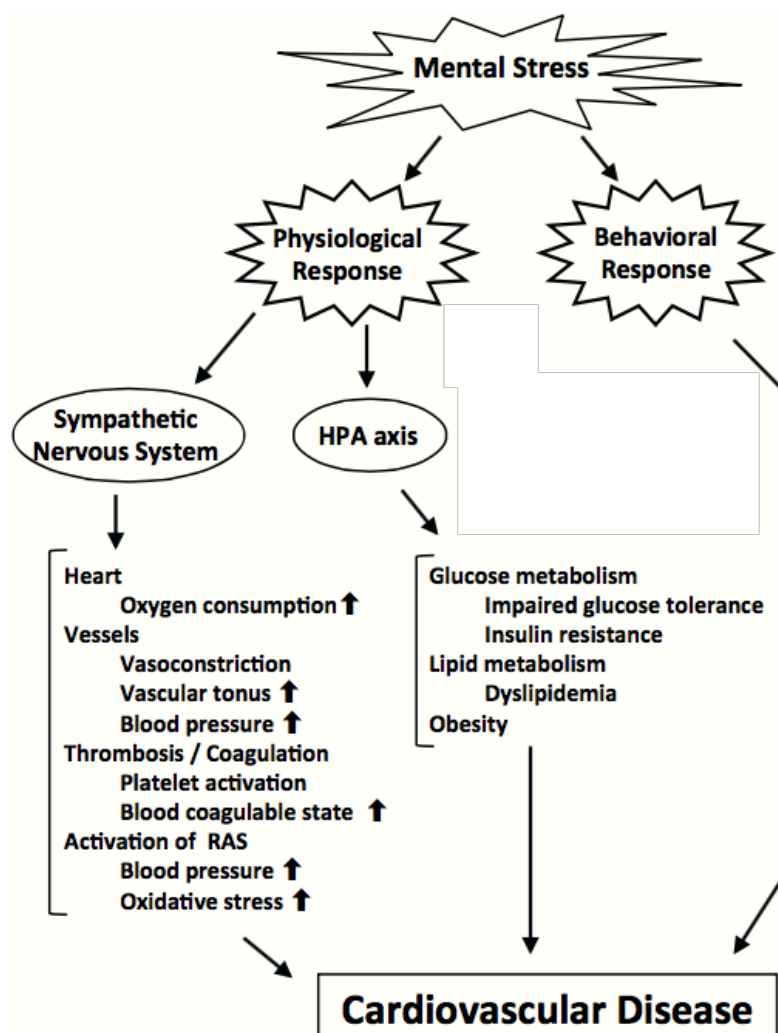 Mental Stress
Physiological
Response
Behavioral
Response
Sympathetic
Nervous System
HPA axis
Heart
Oxygen consumption ⬆
Vessels
Vasoconstriction
Vascular tonus ⬆
Blood pressure ⬆
Thrombosis / Coagulation
Platelet activation
Blood coagulable state ⬆
Activation of RAS
Blood pressure ⬆
Oxidative stress ⬆
Glucose metabolism
Impaired glucose tolerance
Insulin resistance
Lipid metabolism
Dyslipidemia
Obesity
Cardiovascular Disease